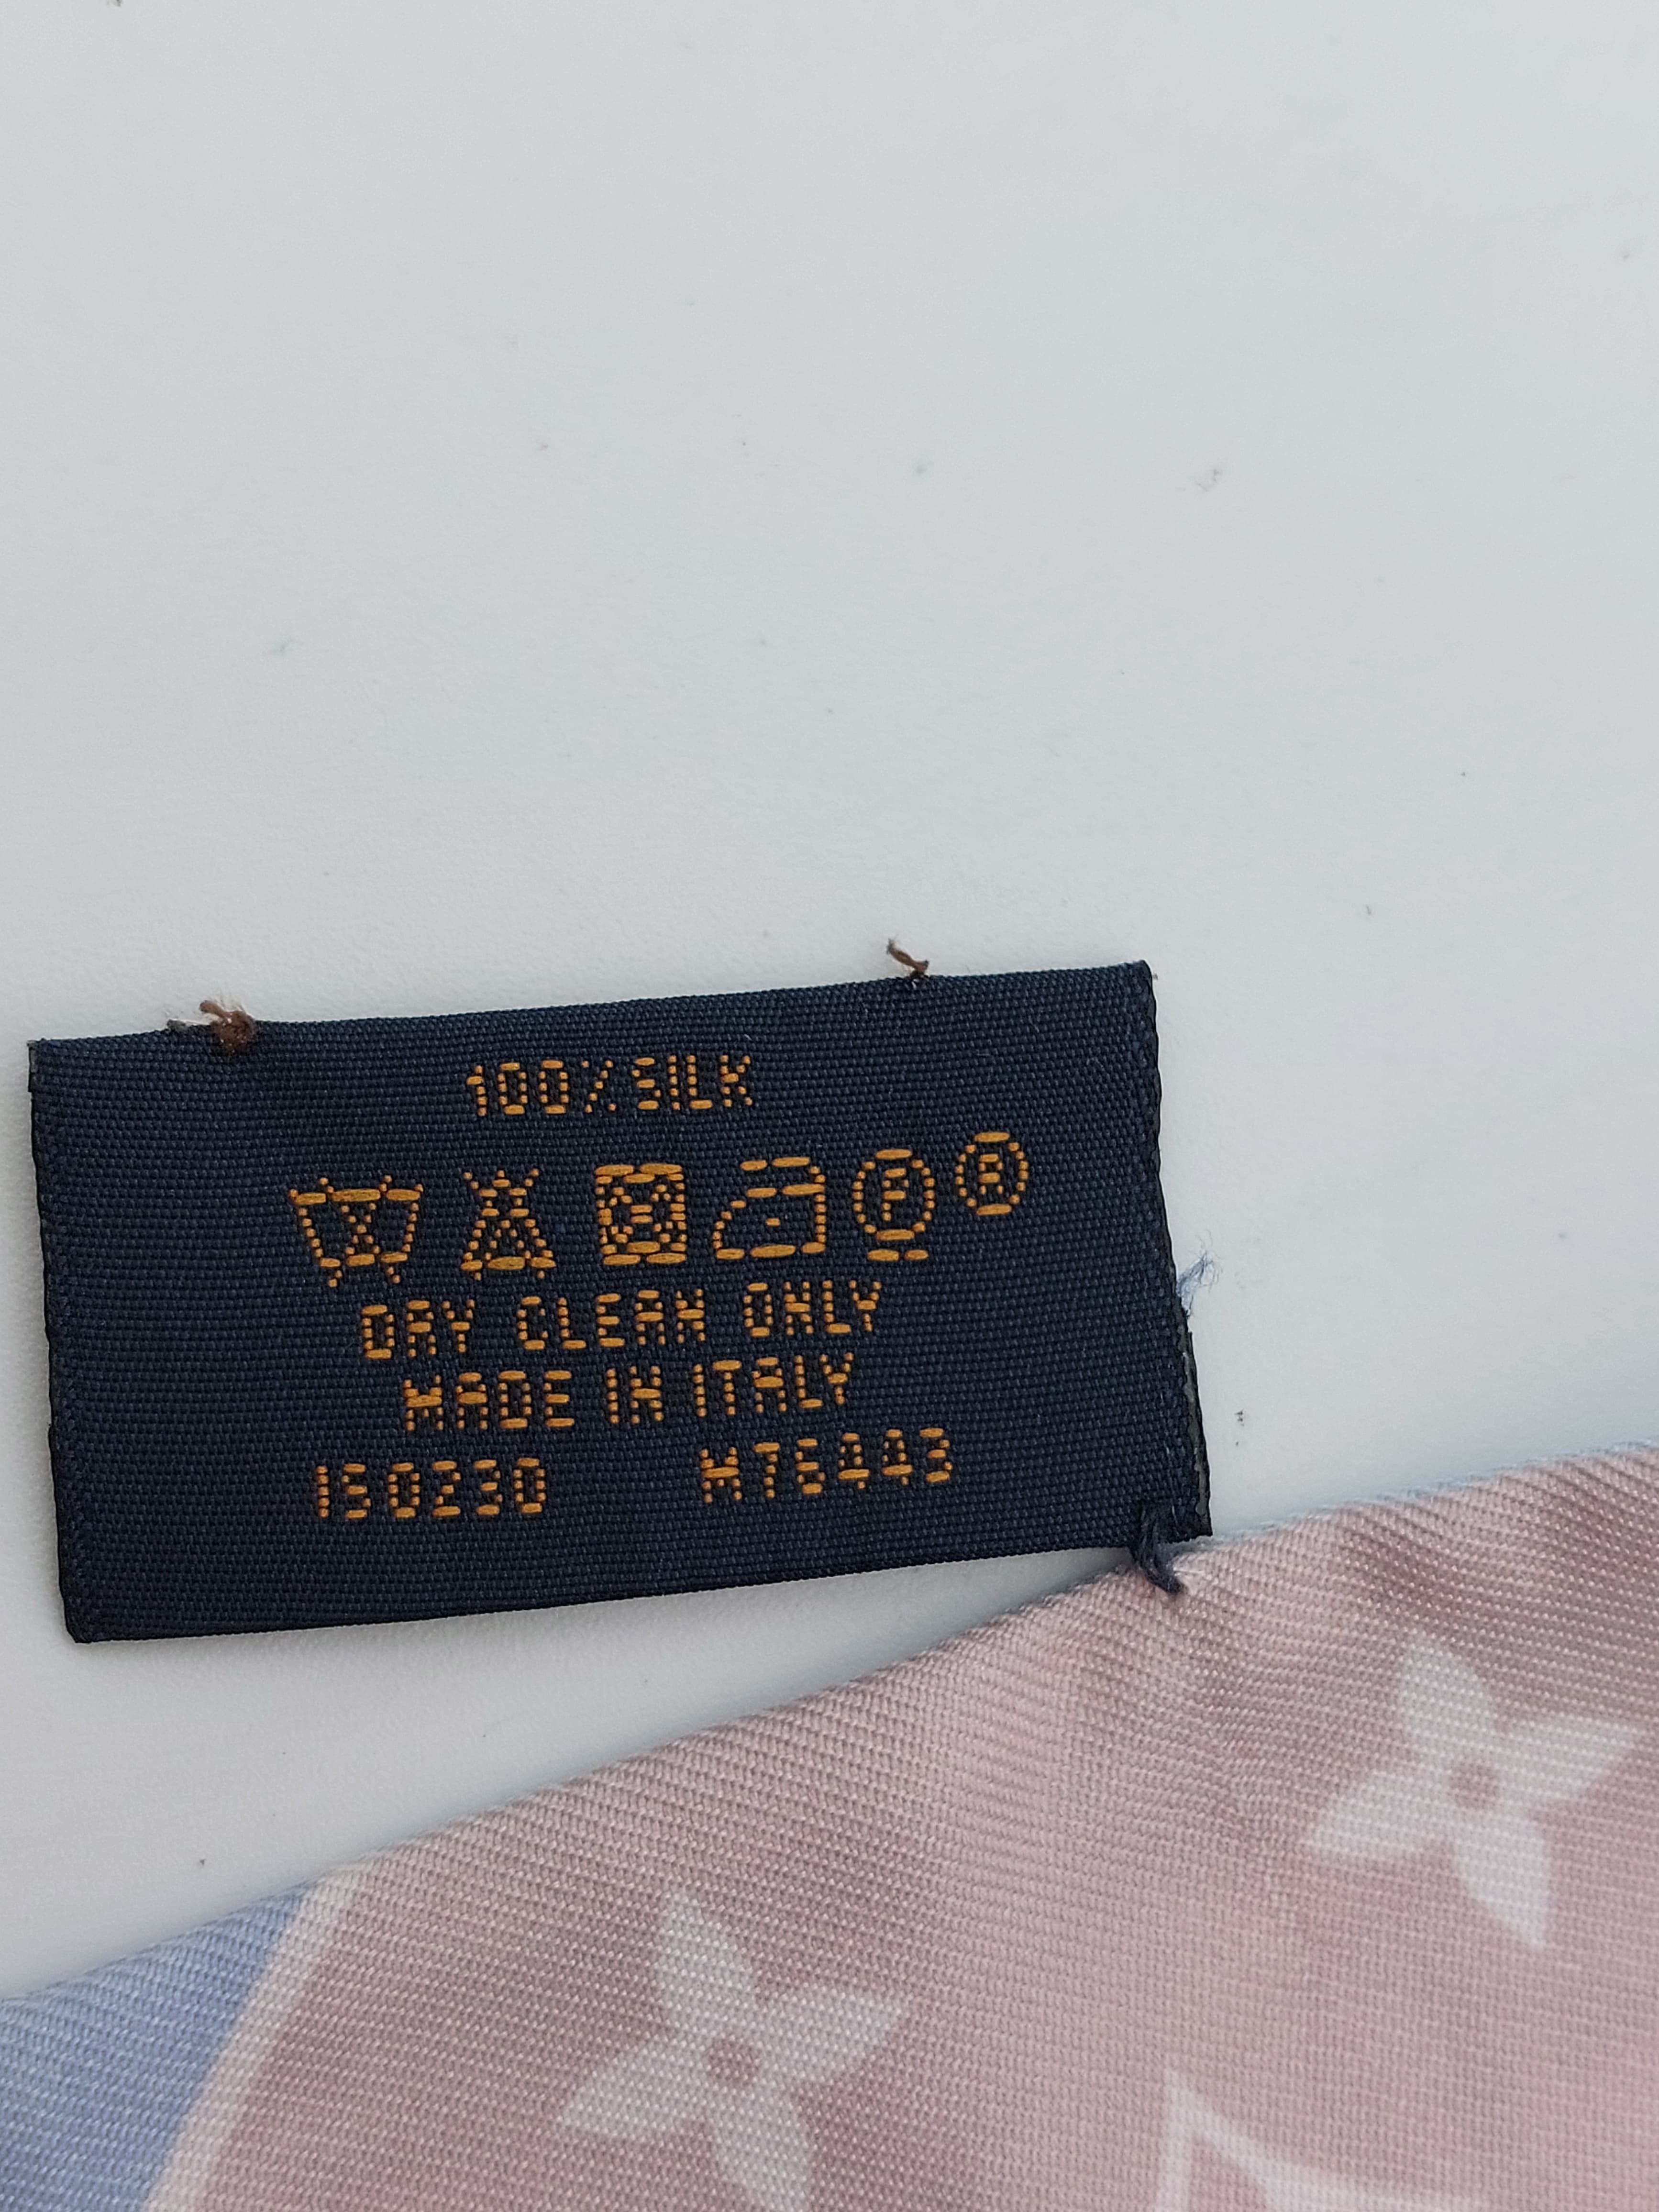 100% SILK
F R
DRY CLEAN ONLY
MADE IN ITALY
150230 M76443